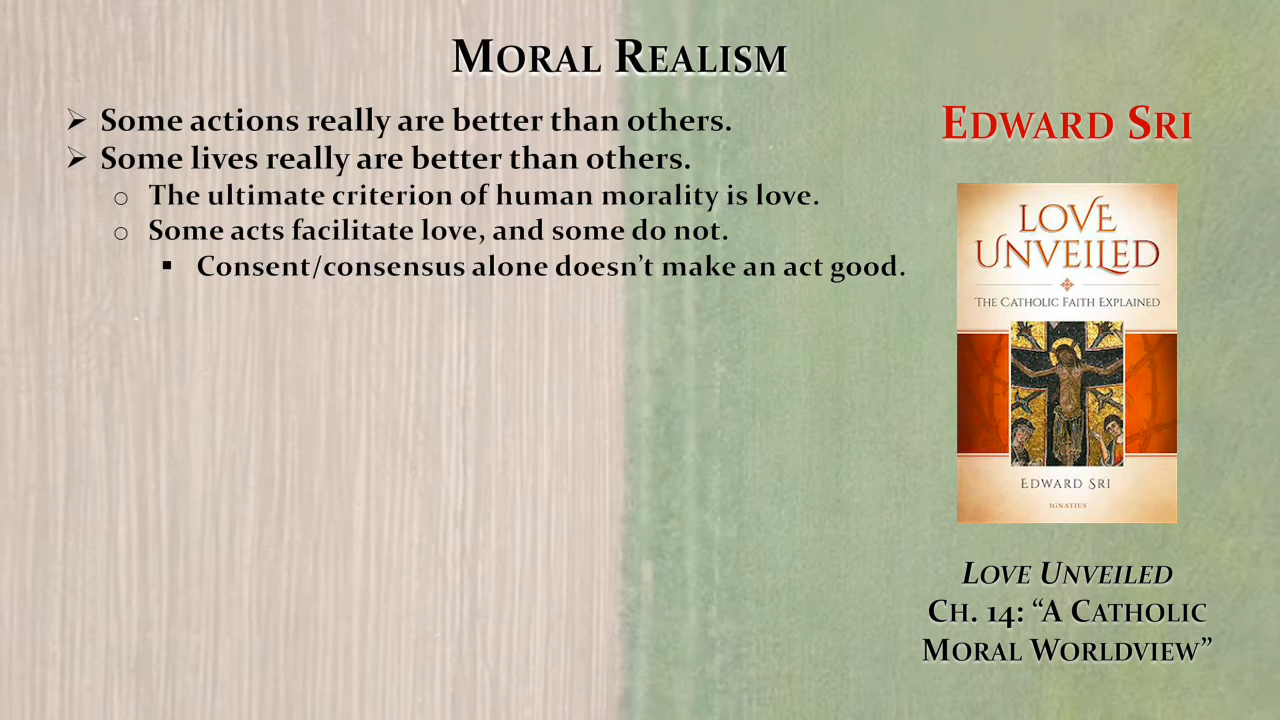 MORAL REALISM
➢ Some actions really are better than others.
➢ Some lives really are better than others.
o The ultimate criterion of human morality is love.
o Some acts facilitate love, and some do not.
▪ Consent/consensus alone doesn’t make an act good.
EDWARD SRI
LOVE
UNVEILED
THE CATHOLIC FAITH EXPLAINED
EDWARD SRI
IGNATIUS
LOVE UNVEILED
CH. 14: “A CATHOLIC
MORAL WORLDVIEW”